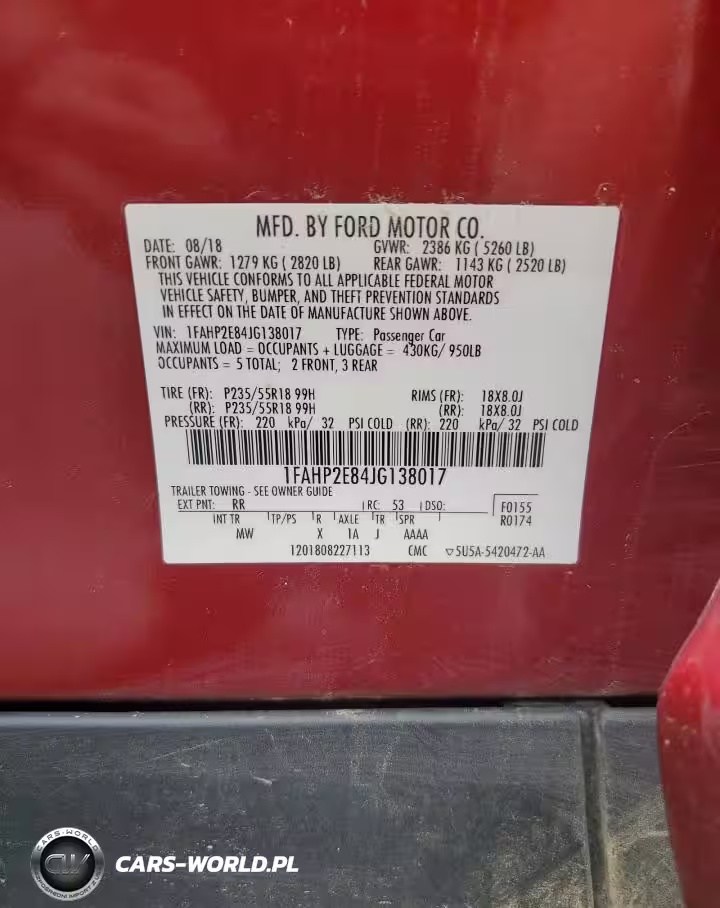 MFD. BY FORD MOTOR CO.
DATE: 08/18 GVWR: 2386 KG ( 5260 LB)
FRONT GAWR: 1279 KG ( 2820 LB) REAR GAWR: 1143 KG ( 2520 LB)
THIS VEHICLE CONFORMS TO ALL APPLICABLE FEDERAL MOTOR
VEHICLE SAFETY, BUMPER, AND THEFT PREVENTION STANDARDS
IN EFFECT ON THE DATE OF MANUFACTURE SHOWN ABOVE.
VIN: 1FAHP2E84JG138017 TYPE: Passenger Car
MAXIMUM LOAD = OCCUPANTS + LUGGAGE = 430KG/ 950LB
OCCUPANTS = 5 TOTAL; 2 FRONT, 3 REAR
TIRE (FR): P235/55R18 99H RIMS (FR): 18X8.0J
(RR): P235/55R18 99H (RR): 18X8.0J
PRESSURE (FR): 220 kPa/ 32 PSI COLD (RR): 220 kPa/ 32 PSI COLD
1FAHP2E84JG138017
TRAILER TOWING - SEE OWNER GUIDE
EXT PNT: RR RC: 53 DSO: F0155
INT TR TP/PS R AXLE TR SPR R0174
MW X 1A J AAAA
1201808227113 CMC ▽5U5A-5420472-AA
CARS-WORLD
CW
CARS-WORLD.PL